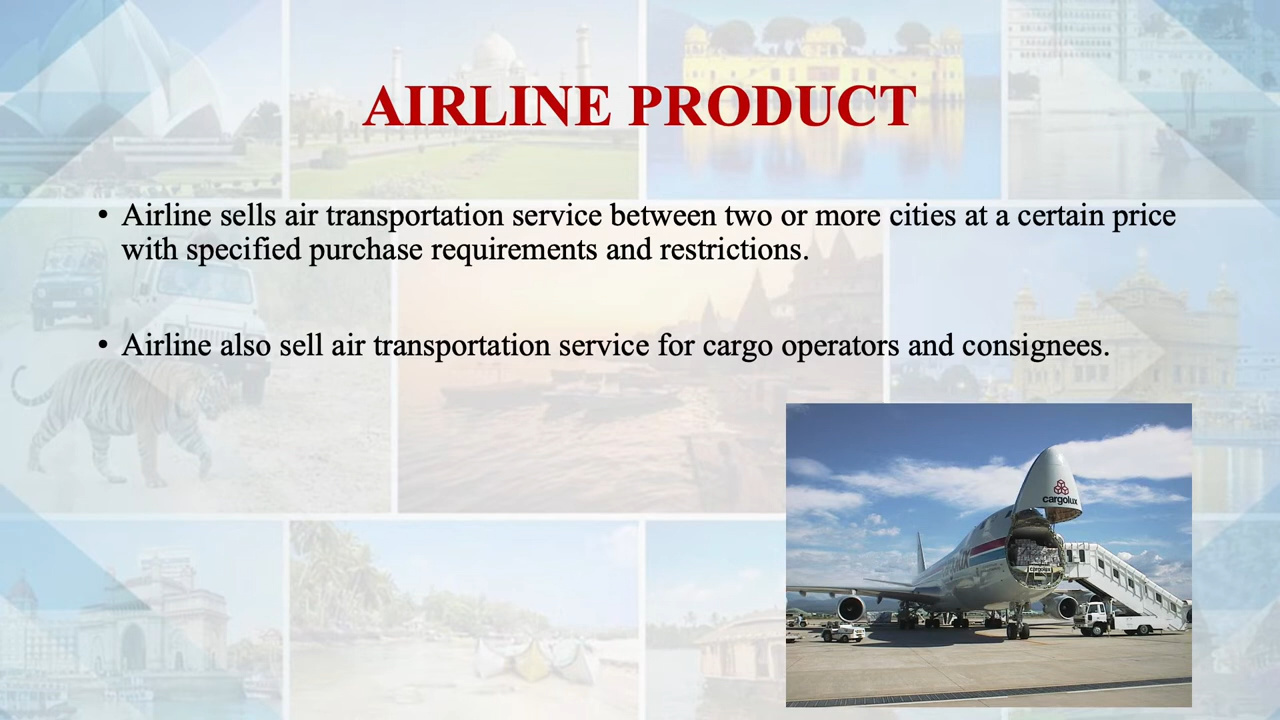 AIRLINE PRODUCT
• Airline sells air transportation service between two or more cities at a certain price
with specified purchase requirements and restrictions.
• Airline also sell air transportation service for cargo operators and consignees.
cargolux
cargolux